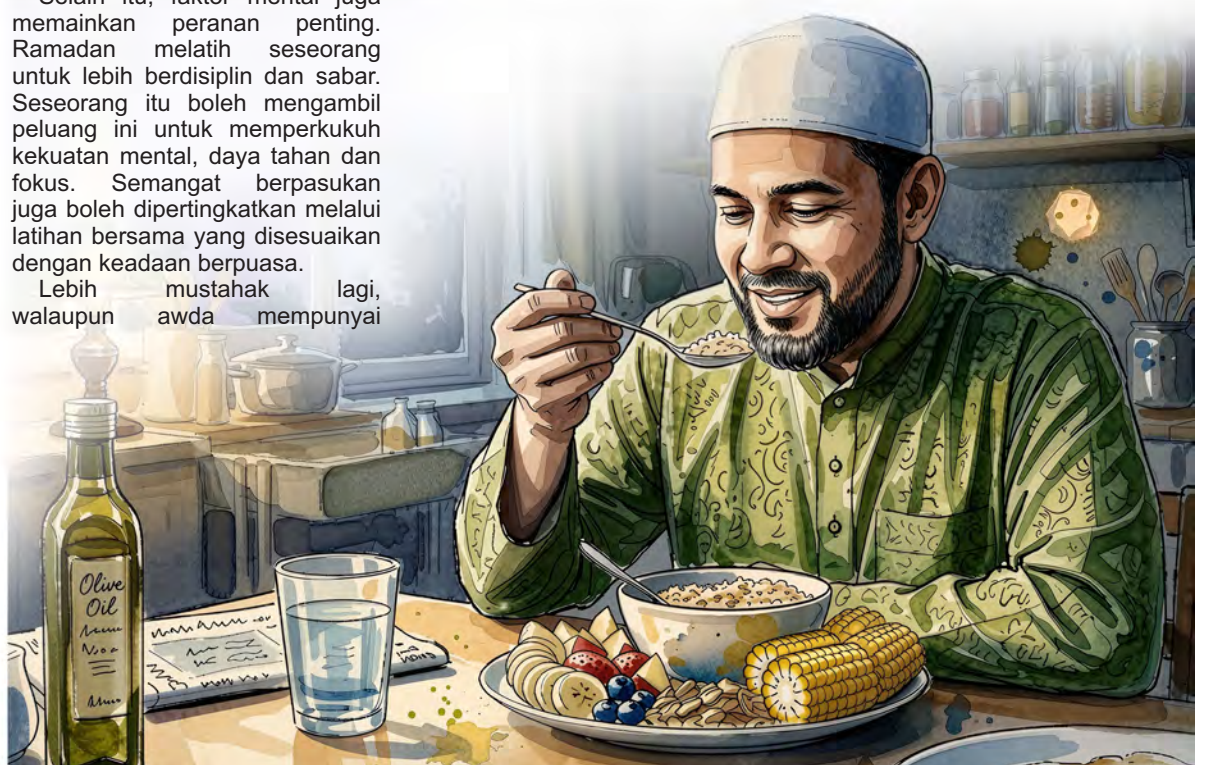 Selain itu, faktor mental juga
memainkan peranan penting.
Ramadan melatih seseorang
untuk lebih berdisiplin dan sabar.
Seseorang itu boleh mengambil
peluang ini untuk memperkukuh
kekuatan mental, daya tahan dan
fokus. Semangat berpasukan
juga boleh dipertingkatkan melalui
latihan bersama yang disesuaikan
dengan keadaan berpuasa.
Lebih mustahak lagi,
walaupun awda mempunyai
Olive
Oil